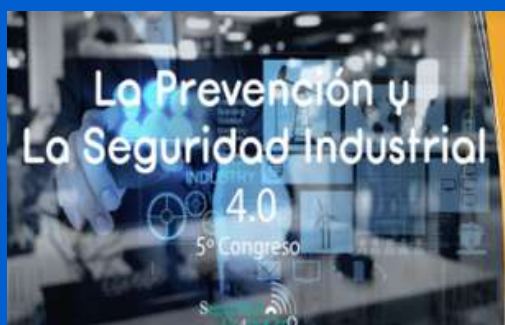 La Prevención y
La Seguridad Industrial
INDUSTRY
4.0
5º Congreso